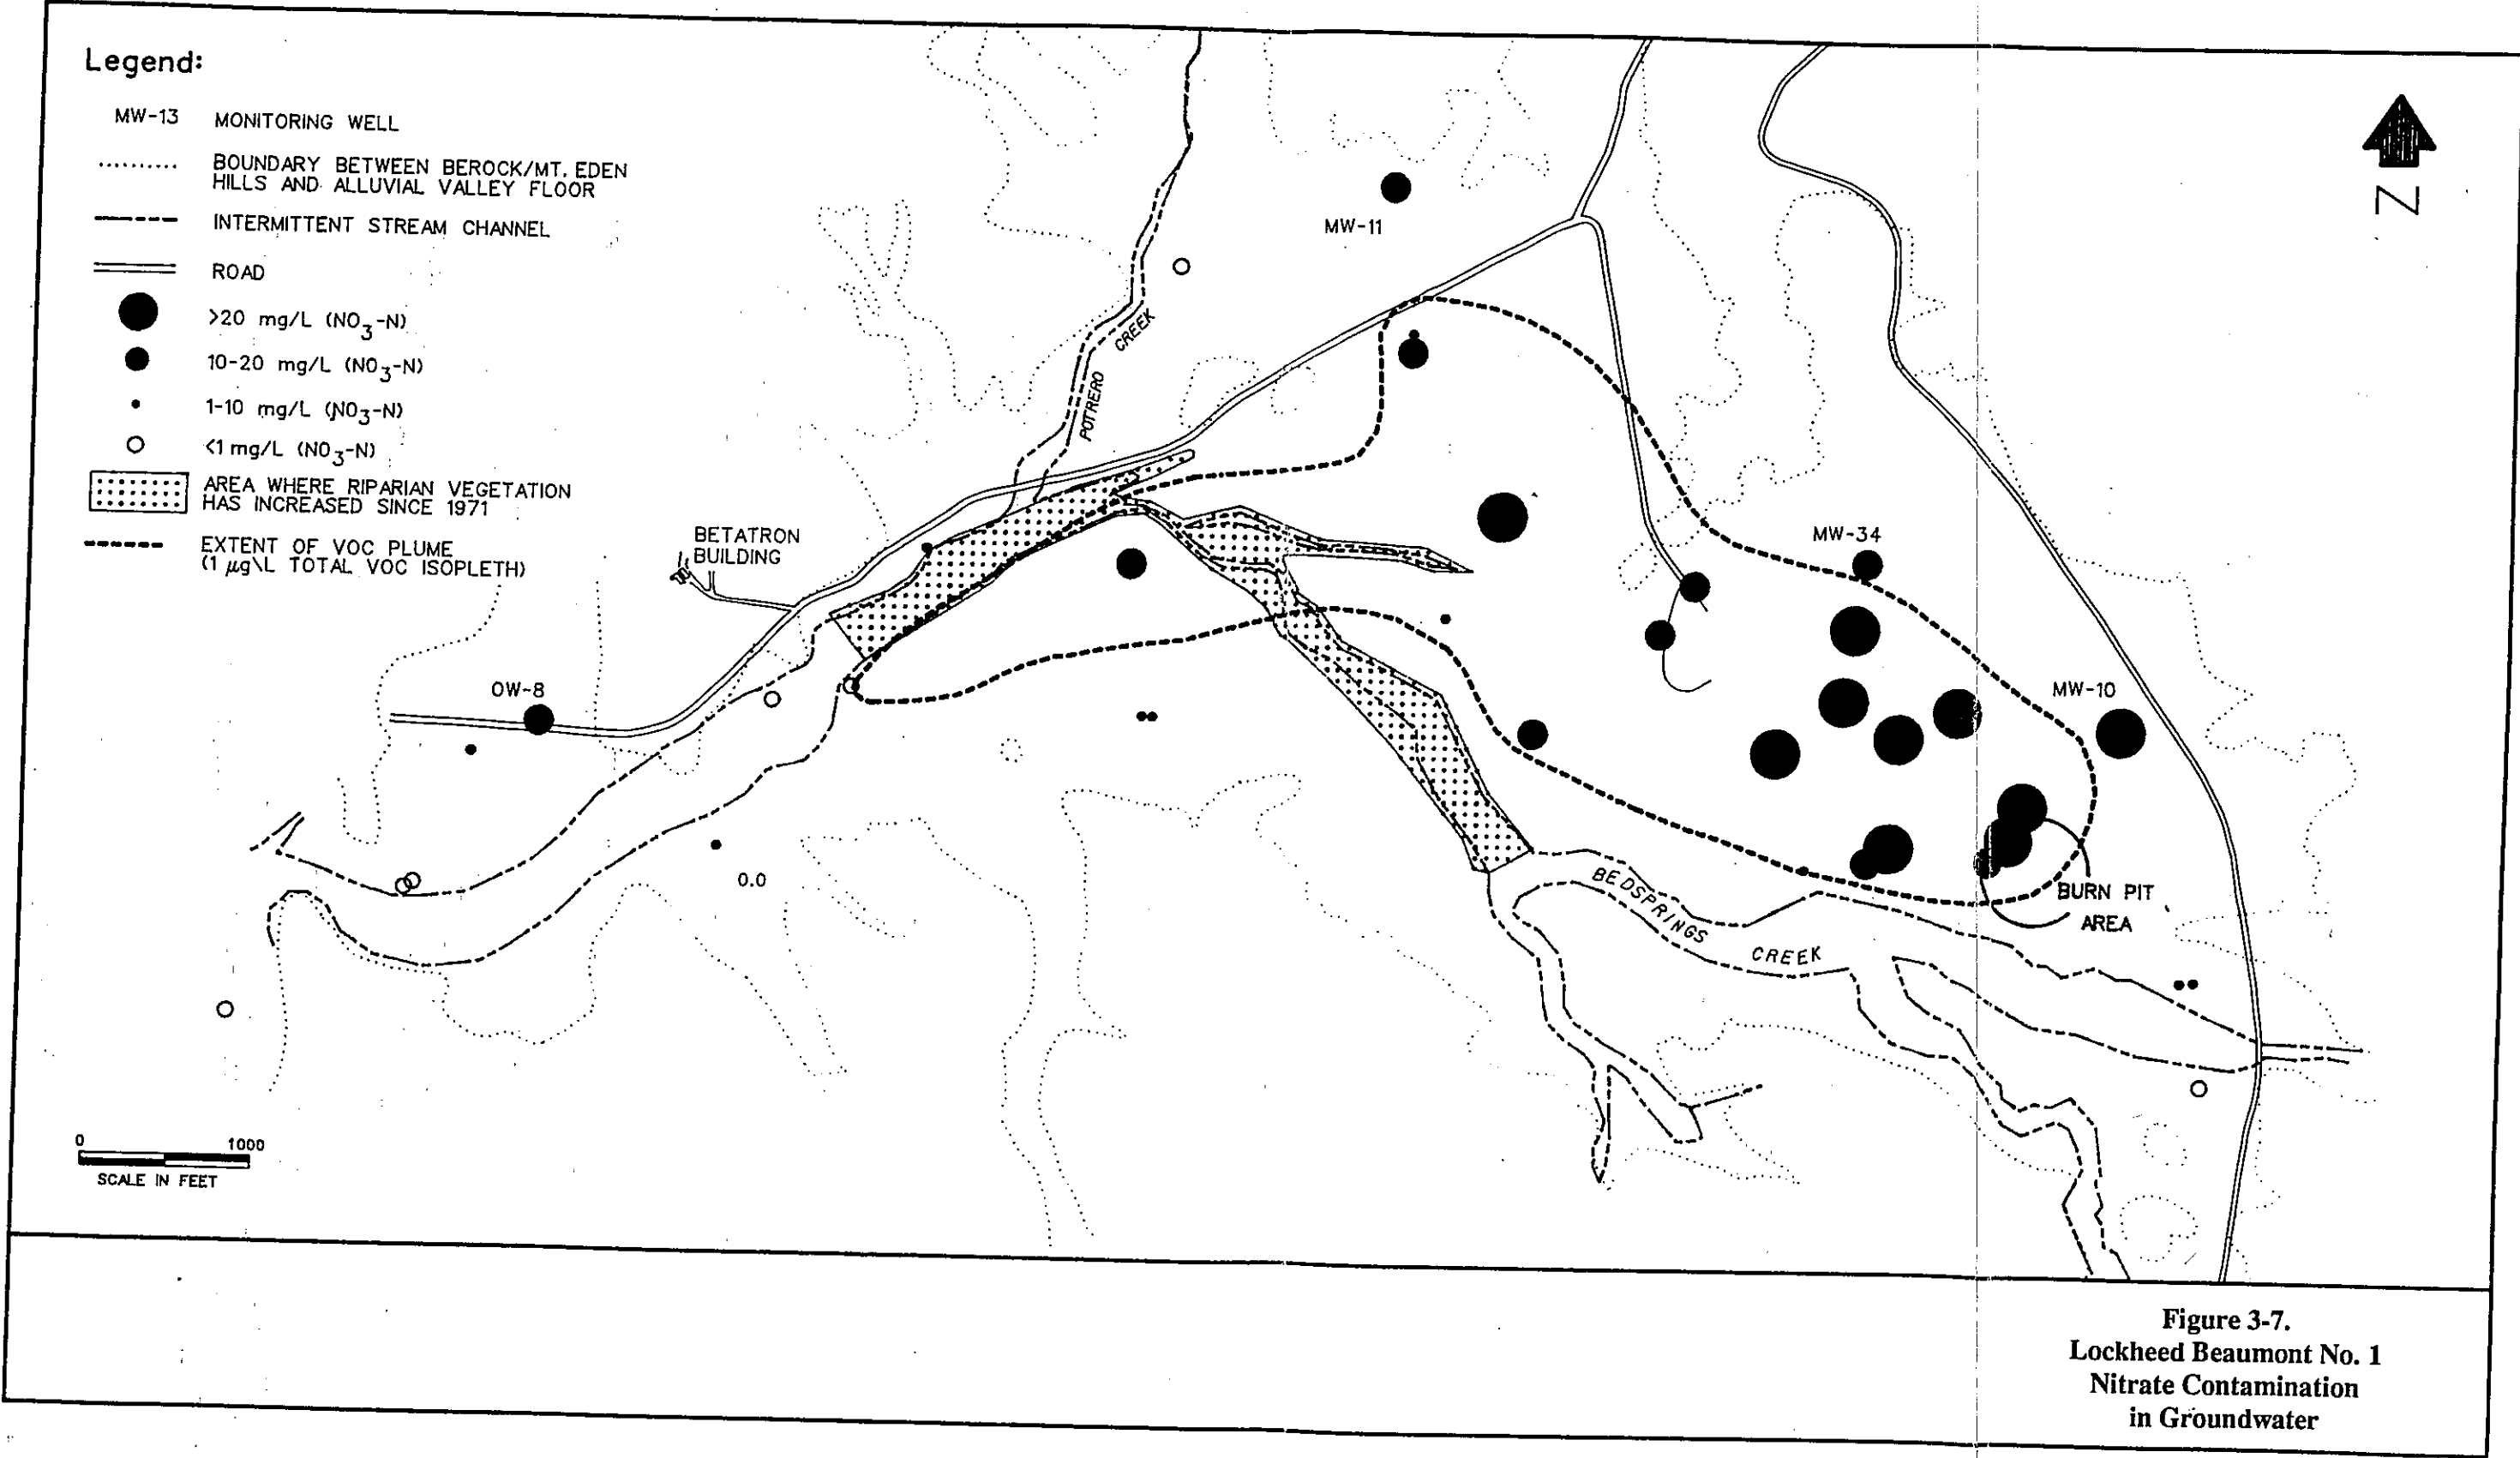 Legend:
MW-13 MONITORING WELL
BOUNDARY BETWEEN BEROCK/MT. EDEN
HILLS AND ALLUVIAL VALLEY FLOOR
INTERMITTENT STREAM CHANNEL
ROAD
>20 mg/L (NO3-N)
10-20 mg/L (NO3-N)
1-10 mg/L (NO3-N)
<1 mg/L (NO3-N)
AREA WHERE RIPARIAN VEGETATION
HAS INCREASED SINCE 1971
EXTENT OF VOC PLUME
(1 µg\L TOTAL VOC ISOPLETH)
N
MW-11
POTRERO CREEK
BETATRON
BUILDING
MW-34
OW-8
MW-10
0.0
BEDSPRINGS CREEK
BURN PIT
AREA
0 1000
SCALE IN FEET
Figure 3-7.
Lockheed Beaumont No. 1
Nitrate Contamination
in Groundwater